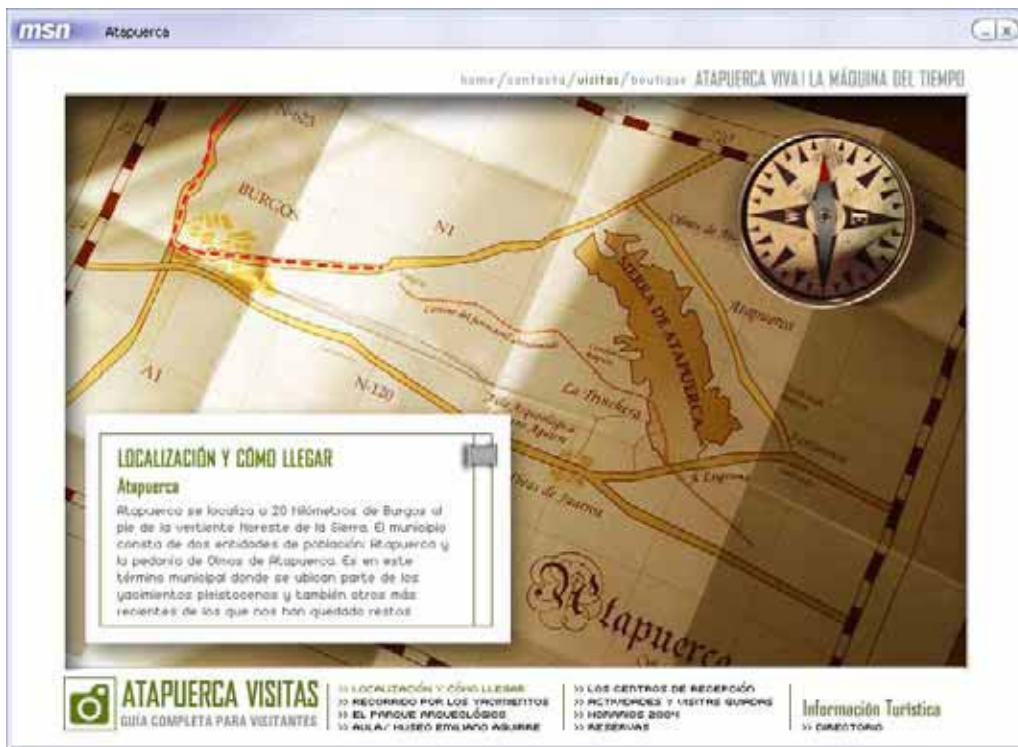 msn Atapuerca
home/contacta/visitas/boutique ATAPUERCA VIVA | LA MÁQUINA DEL TIEMPO
N-623
BURGOS
N1
SIERRA DE ATAPUERCA
Atapuerca
La Trinchera
A1
N-120
Atapuerca
LOCALIZACIÓN Y CÓMO LLEGAR
Atapuerca
Atapuerca se localiza a 20 kilómetros de Burgos al
pie de la vertiente Noreste de la Sierra. El municipio
consta de dos entidades de población: Atapuerca y
la pedanía de Olmos de Atapuerca. Es en este
término municipal donde se ubican parte de los
yacimientos pleistocenos y también otros más
recientes de los que nos han quedado restos
ATAPUERCA VISITAS
GUÍA COMPLETA PARA VISITANTES
>> LOCALIZACIÓN Y CÓMO LLEGAR
>> RECORRIDO POR LOS YACIMIENTOS
>> EL PARQUE ARQUEOLÓGICO
>> AULA/ MUSEO EMILIANO AGUIRRE
>> LOS CENTROS DE RECEPCIÓN
>> ACTIVIDADES Y VISITAS GUIADAS
>> HORARIOS 2004
>> RESERVAS
Información Turística
>> DIRECTORIO